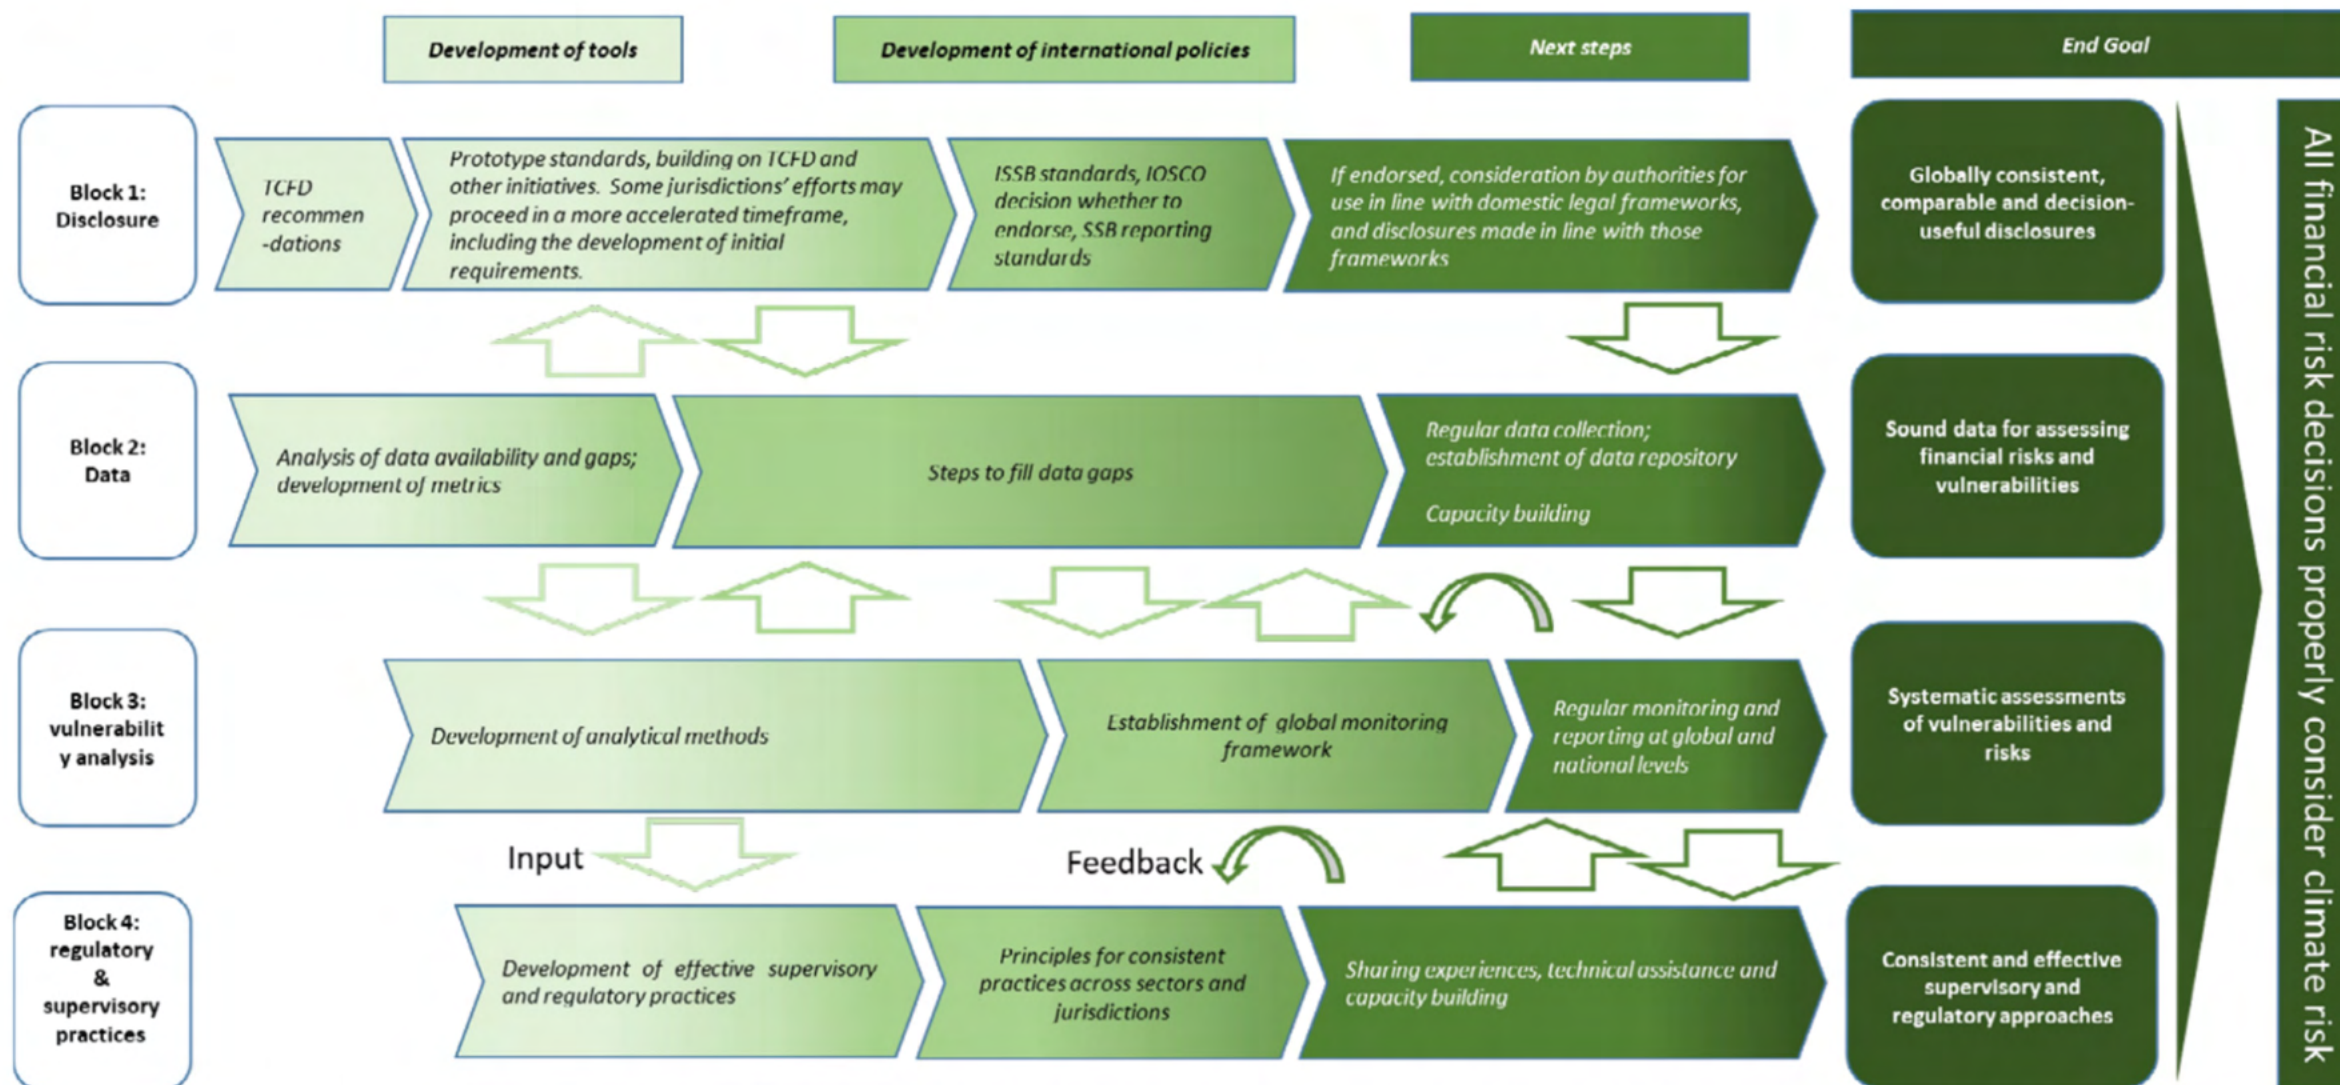 Development of tools
Development of international policies
Next steps
End Goal
Block 1:
Disclosure
TCFD
recommen
-dations
Prototype standards, building on TCFD and
other initiatives. Some jurisdictions' efforts may
proceed in a more accelerated timeframe,
including the development of initial
requirements.
ISSB standards, IOSCO
decision whether to
endorse, SSB reporting
standards
If endorsed, consideration by authorities for
use in line with domestic legal frameworks,
and disclosures made in line with those
frameworks
Globally consistent,
comparable and decision-
useful disclosures
Block 2:
Data
Analysis of data availability and gaps;
development of metrics
Steps to fill data gaps
Regular data collection;
establishment of data repository
Capacity building
Sound data for assessing
financial risks and
vulnerabilities
Block 3:
vulnerabilit
y analysis
Development of analytical methods
Establishment of global monitoring
framework
Regular monitoring and
reporting at global and
national levels
Systematic assessments
of vulnerabilities and
risks
Input
Feedback
Block 4:
regulatory
&
supervisory
practices
Development of effective supervisory
and regulatory practices
Principles for consistent
practices across sectors and
jurisdictions
Sharing experiences, technical assistance and
capacity building
Consistent and effective
supervisory and
regulatory approaches
All financial risk decisions properly consider climate risk